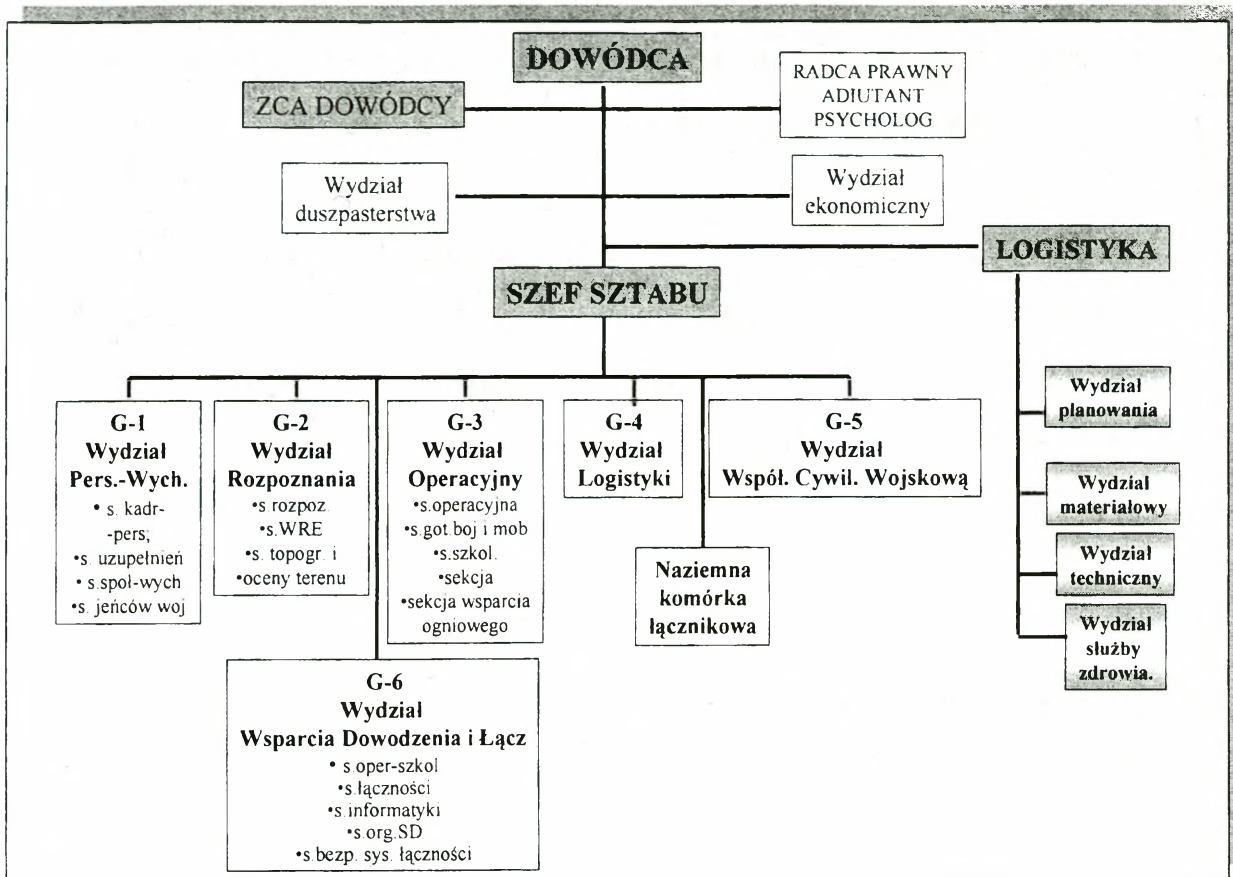 DOWÓDCA
ZCA DOWÓDCY
RADCA PRAWNY
ADIUTANT
PSYCHOLOG
Wydział
duszpasterstwa
Wydział
ekonomiczny
LOGISTYKA
SZEF SZTABU
G-1
Wydział
Pers.-Wych.
• s. kadr-
-pers;
•s. uzupełnień
• s.społ-wych
•s. jeńców woj
G-2
Wydział
Rozpoznania
•s.rozpoz.
•s.WRE
•s. topogr. i
•oceny terenu
G-3
Wydział
Operacyjny
•s.operacyjna
•s.got.boj i mob
•s.szkol.
•sekcja
•sekcja wsparcia
ogniowego
G-4
Wydział
Logistyki
G-5
Wydział
Współ. Cywil. Wojskową
Naziemna
komórka
łącznikowa
G-6
Wydział
Wsparcia Dowodzenia i Łącz
• s.oper-szkol
•s.łączności
•s.informatyki
•s.org.SD
•s.bezp. sys. łączności
Wydział
planowania
Wydział
materiałowy
Wydział
techniczny
Wydział
służby
zdrowia.